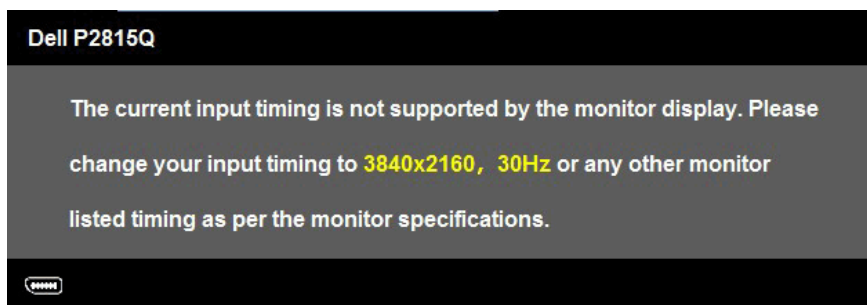 Dell P2815Q
The current input timing is not supported by the monitor display. Please
change your input timing to 3840x2160, 30Hz or any other monitor
listed timing as per the monitor specifications.